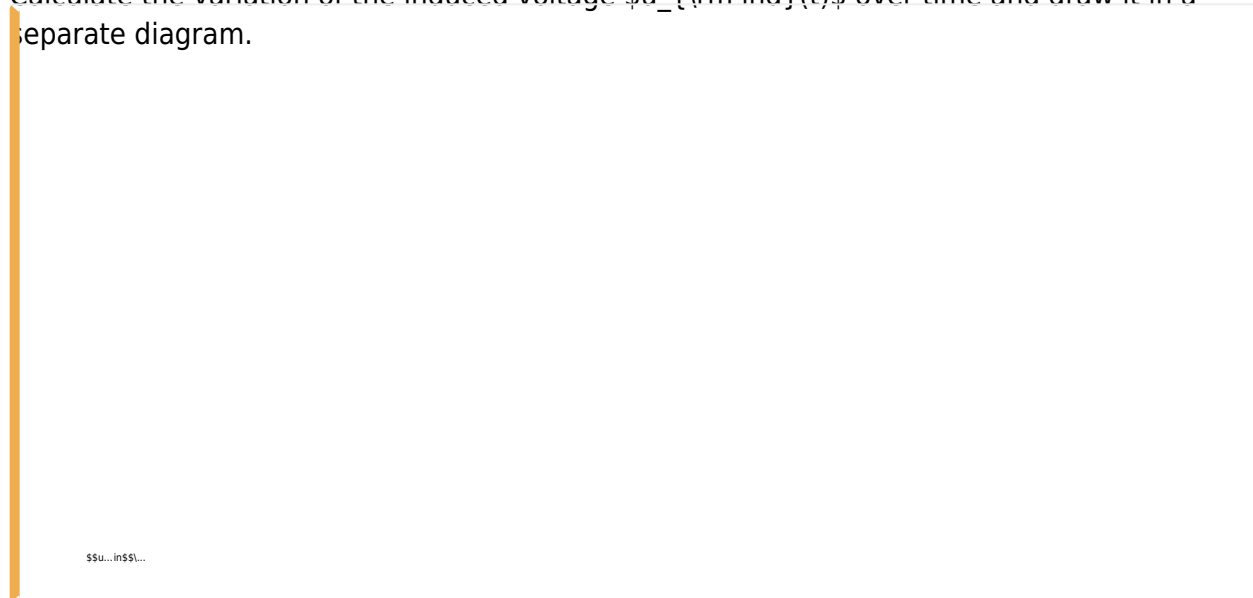 Calculate the variation of the induced voltage $u_{\rm ind}(t)$ over time and draw it in a
separate diagram.
$$u...in$$\...